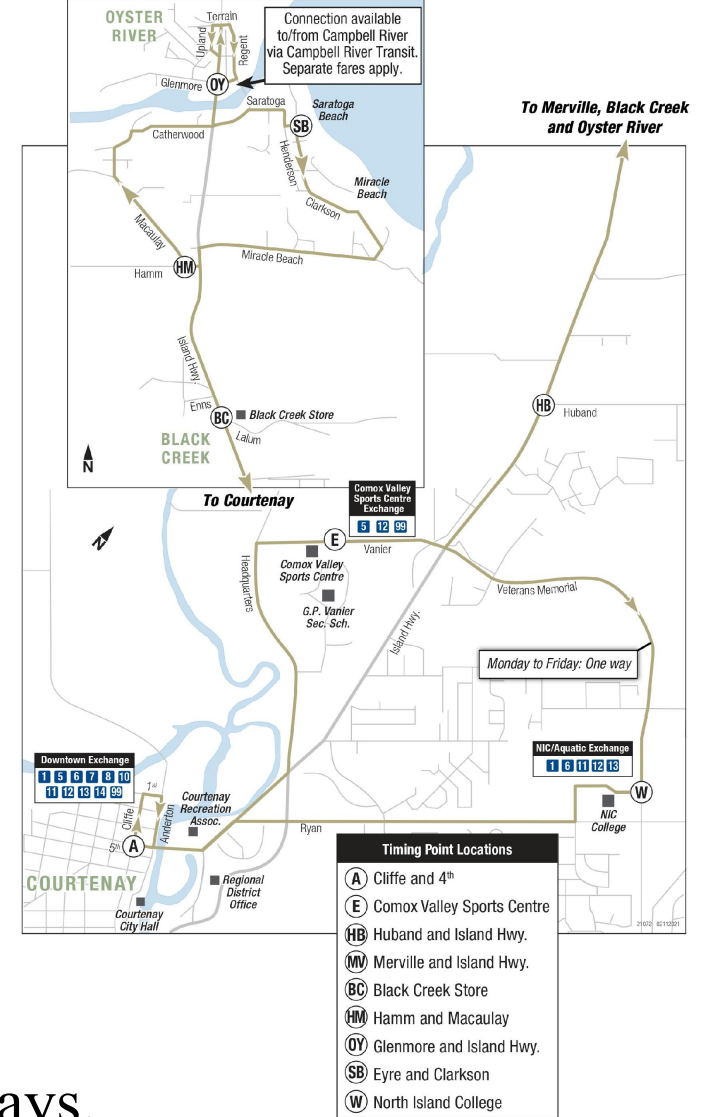 OYSTER
RIVER
Terrain
Upland
Regent
Connection available
to/from Campbell River
via Campbell River Transit.
Separate fares apply.
Glenmore
OY
Saratoga
Saratoga
Beach
SB
Catherwood
Henderson
Miracle
Beach
Clarkson
Macaulay
Miracle Beach
HM
Hamm
Island Hwy.
Enns
BC
Black Creek Store
Lalum
BLACK
CREEK
N
To Courtenay
To Merville, Black Creek
and Oyster River
HB
Huband
N
Comox Valley
Sports Centre
Exchange
5 12 99
E
Vanier
Comox Valley
Sports Centre
Headquarters
G.P. Vanier
Sec. Sch.
Veterans Memorial
Island Hwy.
Monday to Friday: One way
NIC/Aquatic Exchange
1 6 11 12 13
W
NIC
College
Downtown Exchange
1 5 6 7 8 10
11 12 13 14 99
1st
Cliffe
Anderton
Courtenay
Recreation
Assoc.
Ryan
5th
A
COURTENAY
Regional
District
Office
Courtenay
City Hall
21072 02112021
Timing Point Locations
A Cliffe and 4th
E Comox Valley Sports Centre
HB Huband and Island Hwy.
MV Merville and Island Hwy.
BC Black Creek Store
HM Hamm and Macaulay
OY Glenmore and Island Hwy.
SB Eyre and Clarkson
W North Island College